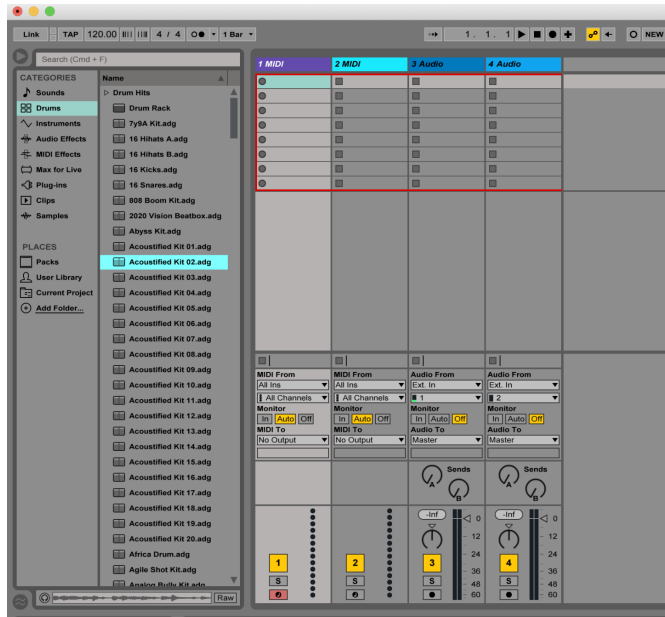 Link TAP 120.00 4 / 4 1 Bar 1. 1. 1 NEW
Search (Cmd + F)
CATEGORIES
Sounds
Drums
Instruments
Audio Effects
MIDI Effects
Max for Live
Plug-ins
Clips
Samples
PLACES
Packs
User Library
Current Project
Add Folder...
Name
Drum Hits
Drum Rack
7y9A Kit.adg
16 Hihats A.adg
16 Hihats B.adg
16 Kicks.adg
16 Snares.adg
808 Boom Kit.adg
2020 Vision Beatbox.adg
Abyss Kit.adg
Acoustified Kit 01.adg
Acoustified Kit 02.adg
Acoustified Kit 03.adg
Acoustified Kit 04.adg
Acoustified Kit 05.adg
Acoustified Kit 06.adg
Acoustified Kit 07.adg
Acoustified Kit 08.adg
Acoustified Kit 09.adg
Acoustified Kit 10.adg
Acoustified Kit 11.adg
Acoustified Kit 12.adg
Acoustified Kit 13.adg
Acoustified Kit 14.adg
Acoustified Kit 15.adg
Acoustified Kit 16.adg
Acoustified Kit 17.adg
Acoustified Kit 18.adg
Acoustified Kit 19.adg
Acoustified Kit 20.adg
Africa Drum.adg
Agile Shot Kit.adg
Analog Bully Kit.adg
Raw
1 MIDI 2 MIDI 3 Audio 4 Audio
MIDI From MIDI From Audio From Audio From
All Ins All Ins Ext. In Ext. In
All Channels All Channels 1 2
Monitor Monitor Monitor Monitor
In Auto Off In Auto Off In Auto Off In Auto Off
MIDI To MIDI To Audio To Audio To
No Output No Output Master Master
Sends Sends
A B A B
-Inf 0 -Inf 0
12 12
24 24
1 2 3 4
36 36
S S S 48 S 48
60 60